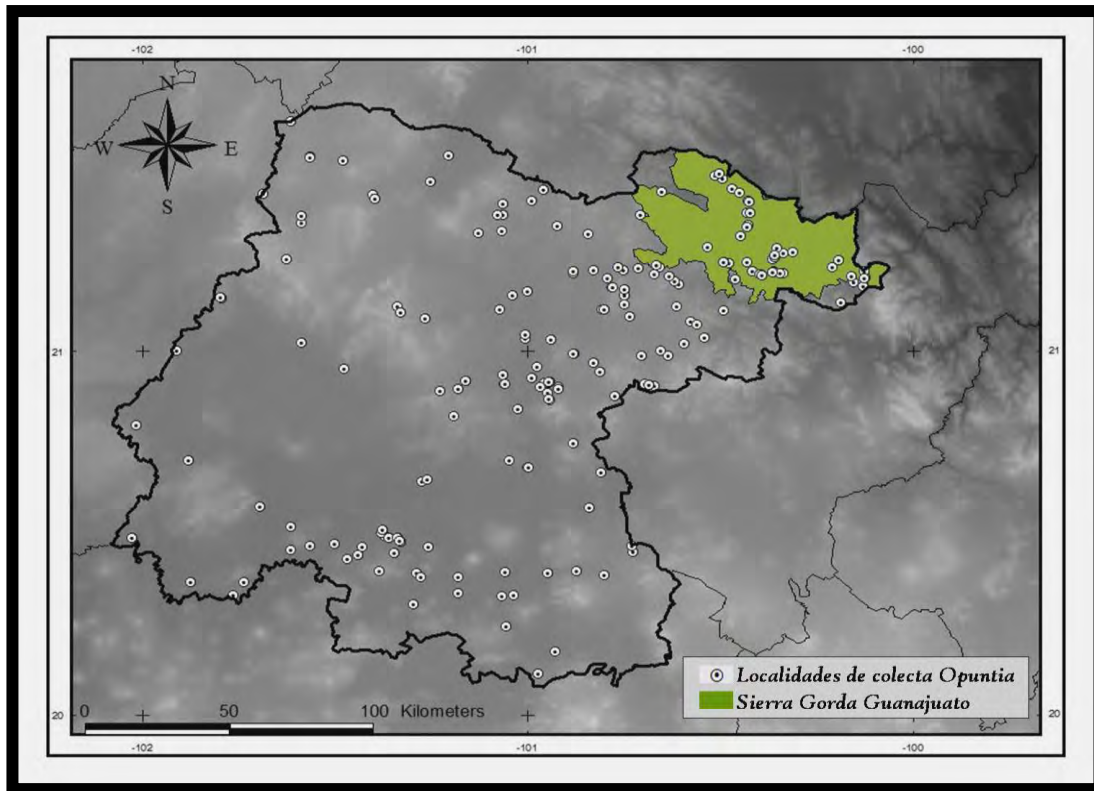 -102 -101 -100
N
W E
S
21 21
Localidades de colecta Opuntia
Sierra Gorda Guanajuato
0 50 100 Kilometers
20 20
-102 -101 -100